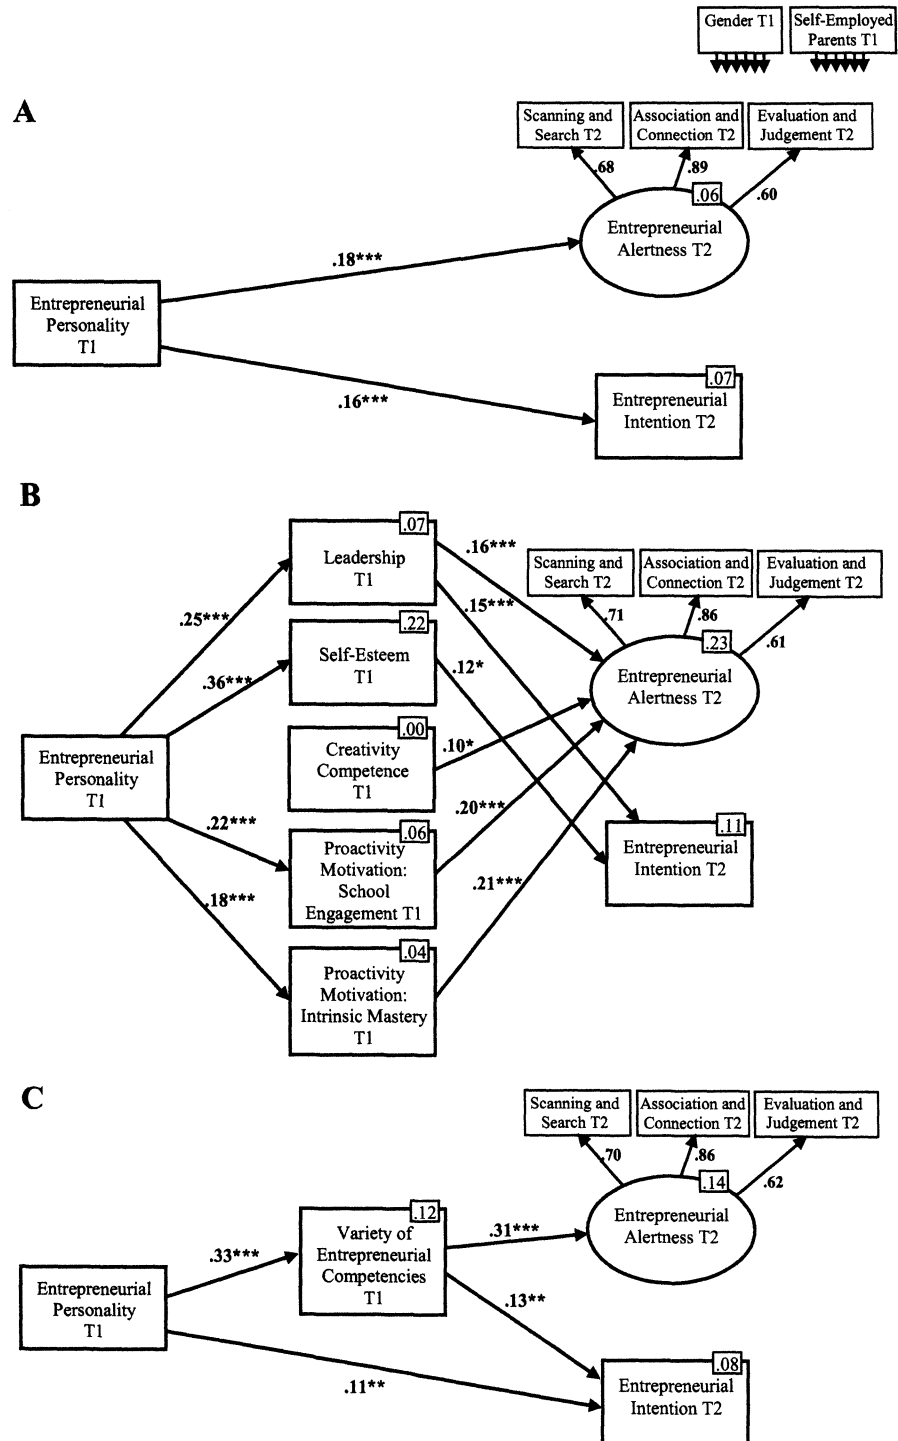 Gender T1
Self-Employed
Parents T1
A
Scanning and
Search T2
Association and
Connection T2
Evaluation and
Judgement T2
.68
.89
.60
.06
Entrepreneurial
Alertness T2
.18***
Entrepreneurial
Personality
T1
.16***
.07
Entrepreneurial
Intention T2
B
.07
Leadership
T1
.16***
Scanning and
Search T2
Association and
Connection T2
Evaluation and
Judgement T2
.71
.86
.61
.15***
.25***
.22
Self-Esteem
T1
.23
Entrepreneurial
Alertness T2
.12*
.36***
.00
Creativity
Competence
T1
.10*
Entrepreneurial
Personality
T1
.20***
.22***
.06
Proactivity
Motivation:
School
Engagement T1
.11
Entrepreneurial
Intention T2
.21***
.18***
.04
Proactivity
Motivation:
Intrinsic Mastery
T1
C
Scanning and
Search T2
Association and
Connection T2
Evaluation and
Judgement T2
.70
.86
.62
.14
Entrepreneurial
Alertness T2
.12
Variety of
Entrepreneurial
Competencies
T1
.31***
.33***
Entrepreneurial
Personality
T1
.13**
.11**
.08
Entrepreneurial
Intention T2